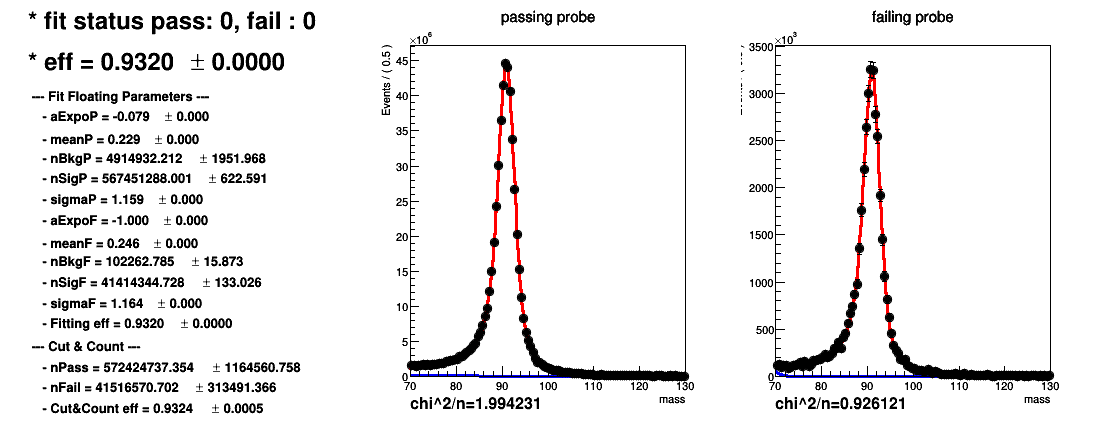 * fit status pass: 0, fail : 0
* eff = 0.9320 ± 0.0000
--- Fit Floating Parameters ---
- aExpoP = -0.079 ± 0.000
- meanP = 0.229 ± 0.000
- nBkgP = 4914932.212 ± 1951.968
- nSigP = 567451288.001 ± 622.591
- sigmaP = 1.159 ± 0.000
- aExpoF = -1.000 ± 0.000
- meanF = 0.246 ± 0.000
- nBkgF = 102262.785 ± 15.873
- nSigF = 41414344.728 ± 133.026
- sigmaF = 1.164 ± 0.000
- Fitting eff = 0.9320 ± 0.0000
--- Cut & Count ---
- nPass = 572424737.354 ± 1164560.758
- nFail = 41516570.702 ± 313491.366
- Cut&Count eff = 0.9324 ± 0.0005
passing probe
×10⁶
Events / ( 0.5 )
45
40
35
30
25
20
15
10
5
0
70 80 90 100 110 120 130
mass
chi^2/n=1.994231
failing probe
×10³
3500
3000
2500
2000
1500
1000
500
0
70 80 90 100 110 120 130
mass
chi^2/n=0.926121